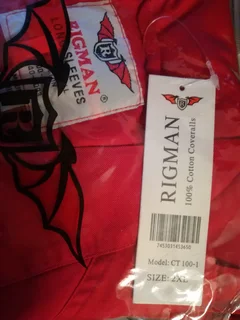 RIGMAN
LONG SLEEVES
RIGMAN
100% Cotton Coveralls
Model: CT 100-1
SIZE: 2XL